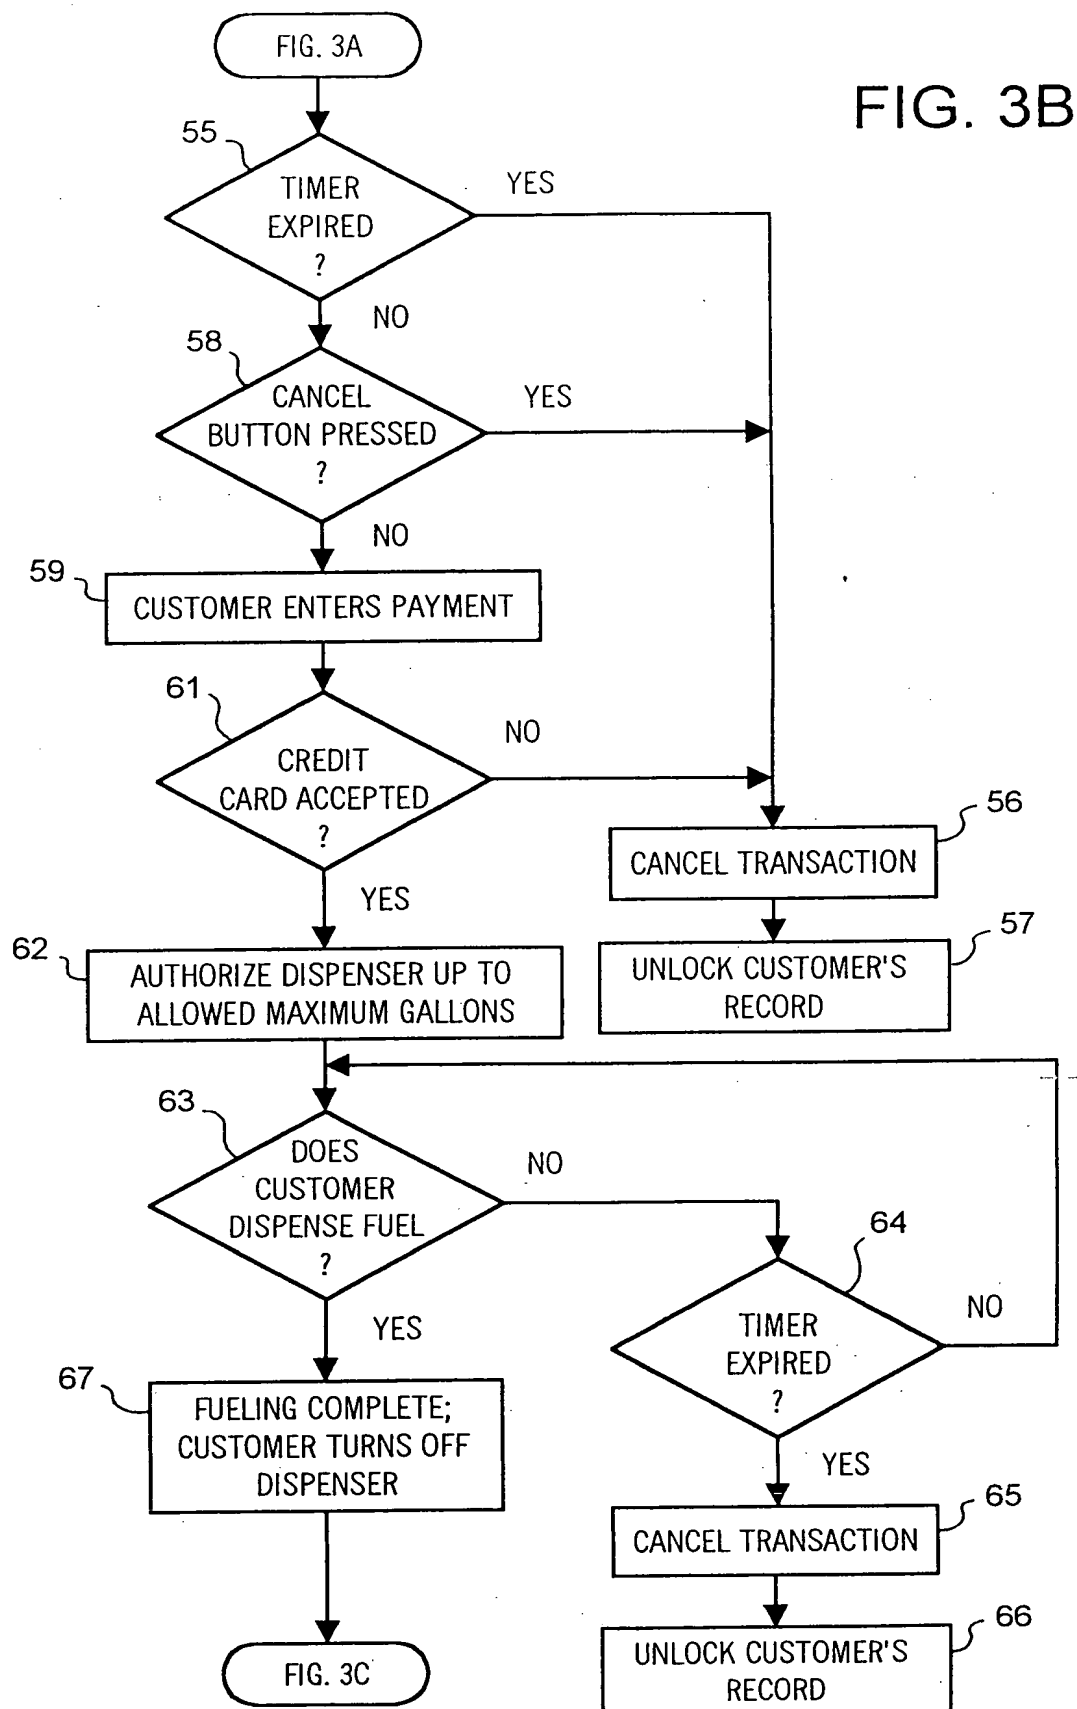 FIG. 3A
FIG. 3B
55
TIMER
EXPIRED
?
YES
NO
58
CANCEL
BUTTON PRESSED
?
YES
NO
59
CUSTOMER ENTERS PAYMENT
61
CREDIT
CARD ACCEPTED
?
NO
YES
56
CANCEL TRANSACTION
57
UNLOCK CUSTOMER'S
RECORD
62
AUTHORIZE DISPENSER UP TO
ALLOWED MAXIMUM GALLONS
63
DOES
CUSTOMER
DISPENSE FUEL
?
NO
YES
64
TIMER
EXPIRED
?
NO
YES
67
FUELING COMPLETE;
CUSTOMER TURNS OFF
DISPENSER
65
CANCEL TRANSACTION
66
UNLOCK CUSTOMER'S
RECORD
FIG. 3C